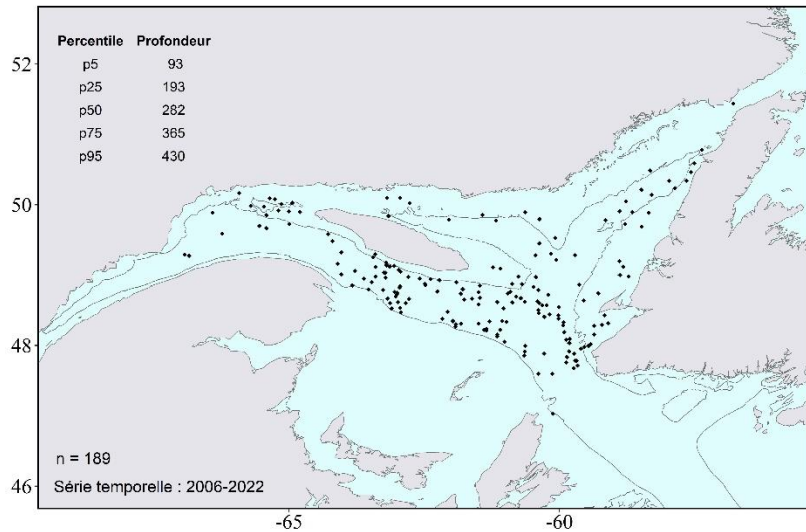 52
50
48
46
Percentile Profondeur
p5 93
p25 193
p50 282
p75 365
p95 430
n = 189
Série temporelle : 2006-2022
-65 -60